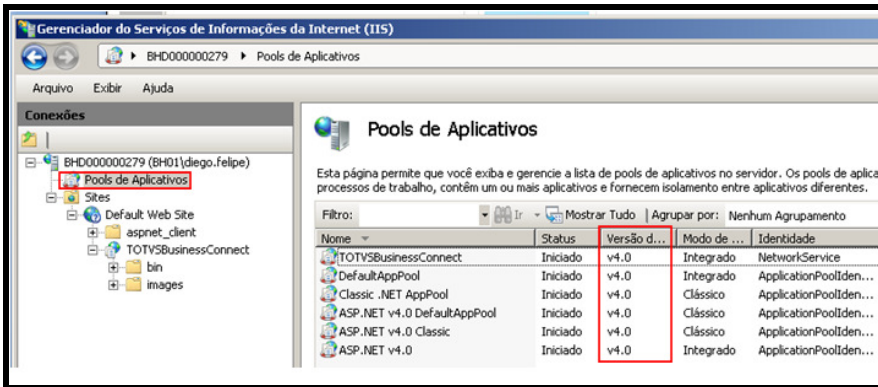 Gerenciador do Serviços de Informações da Internet (IIS)
BHD000000279 Pools de Aplicativos
Arquivo Exibir Ajuda
Conexões
BHD000000279 (BH01\diego.felipe)
Pools de Aplicativos
Sites
Default Web Site
aspnet_client
TOTVSBusinessConnect
bin
images
Pools de Aplicativos
Esta página permite que você exiba e gerencie a lista de pools de aplicativos no servidor. Os pools de aplica
processos de trabalho, contêm um ou mais aplicativos e fornecem isolamento entre aplicativos diferentes.
Filtro: Ir Mostrar Tudo Agrupar por: Nenhum Agrupamento
Nome Status Versão d... Modo de ... Identidade
TOTVSBusinessConnect Iniciado v4.0 Integrado NetworkService
DefaultAppPool Iniciado v4.0 Integrado ApplicationPoolIden...
Classic .NET AppPool Iniciado v4.0 Clássico ApplicationPoolIden...
ASP.NET v4.0 DefaultAppPool Iniciado v4.0 Clássico ApplicationPoolIden...
ASP.NET v4.0 Classic Iniciado v4.0 Clássico ApplicationPoolIden...
ASP.NET v4.0 Iniciado v4.0 Integrado ApplicationPoolIden...